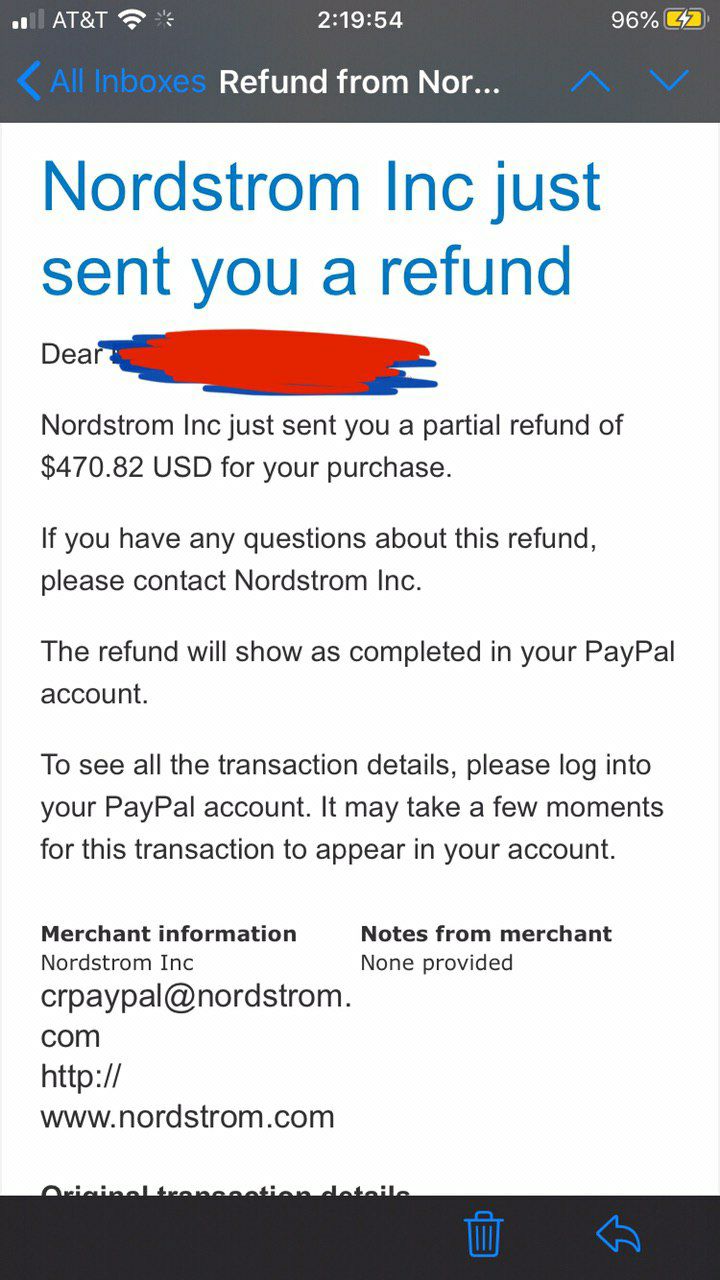 AT&T 2:19:54 96%
All Inboxes Refund from Nor...
Nordstrom Inc just
sent you a refund
Dear
Nordstrom Inc just sent you a partial refund of
$470.82 USD for your purchase.
If you have any questions about this refund,
please contact Nordstrom Inc.
The refund will show as completed in your PayPal
account.
To see all the transaction details, please log into
your PayPal account. It may take a few moments
for this transaction to appear in your account.
Merchant information Notes from merchant
Nordstrom Inc None provided
crpaypal@nordstrom.
com
http://
www.nordstrom.com
Original transaction details